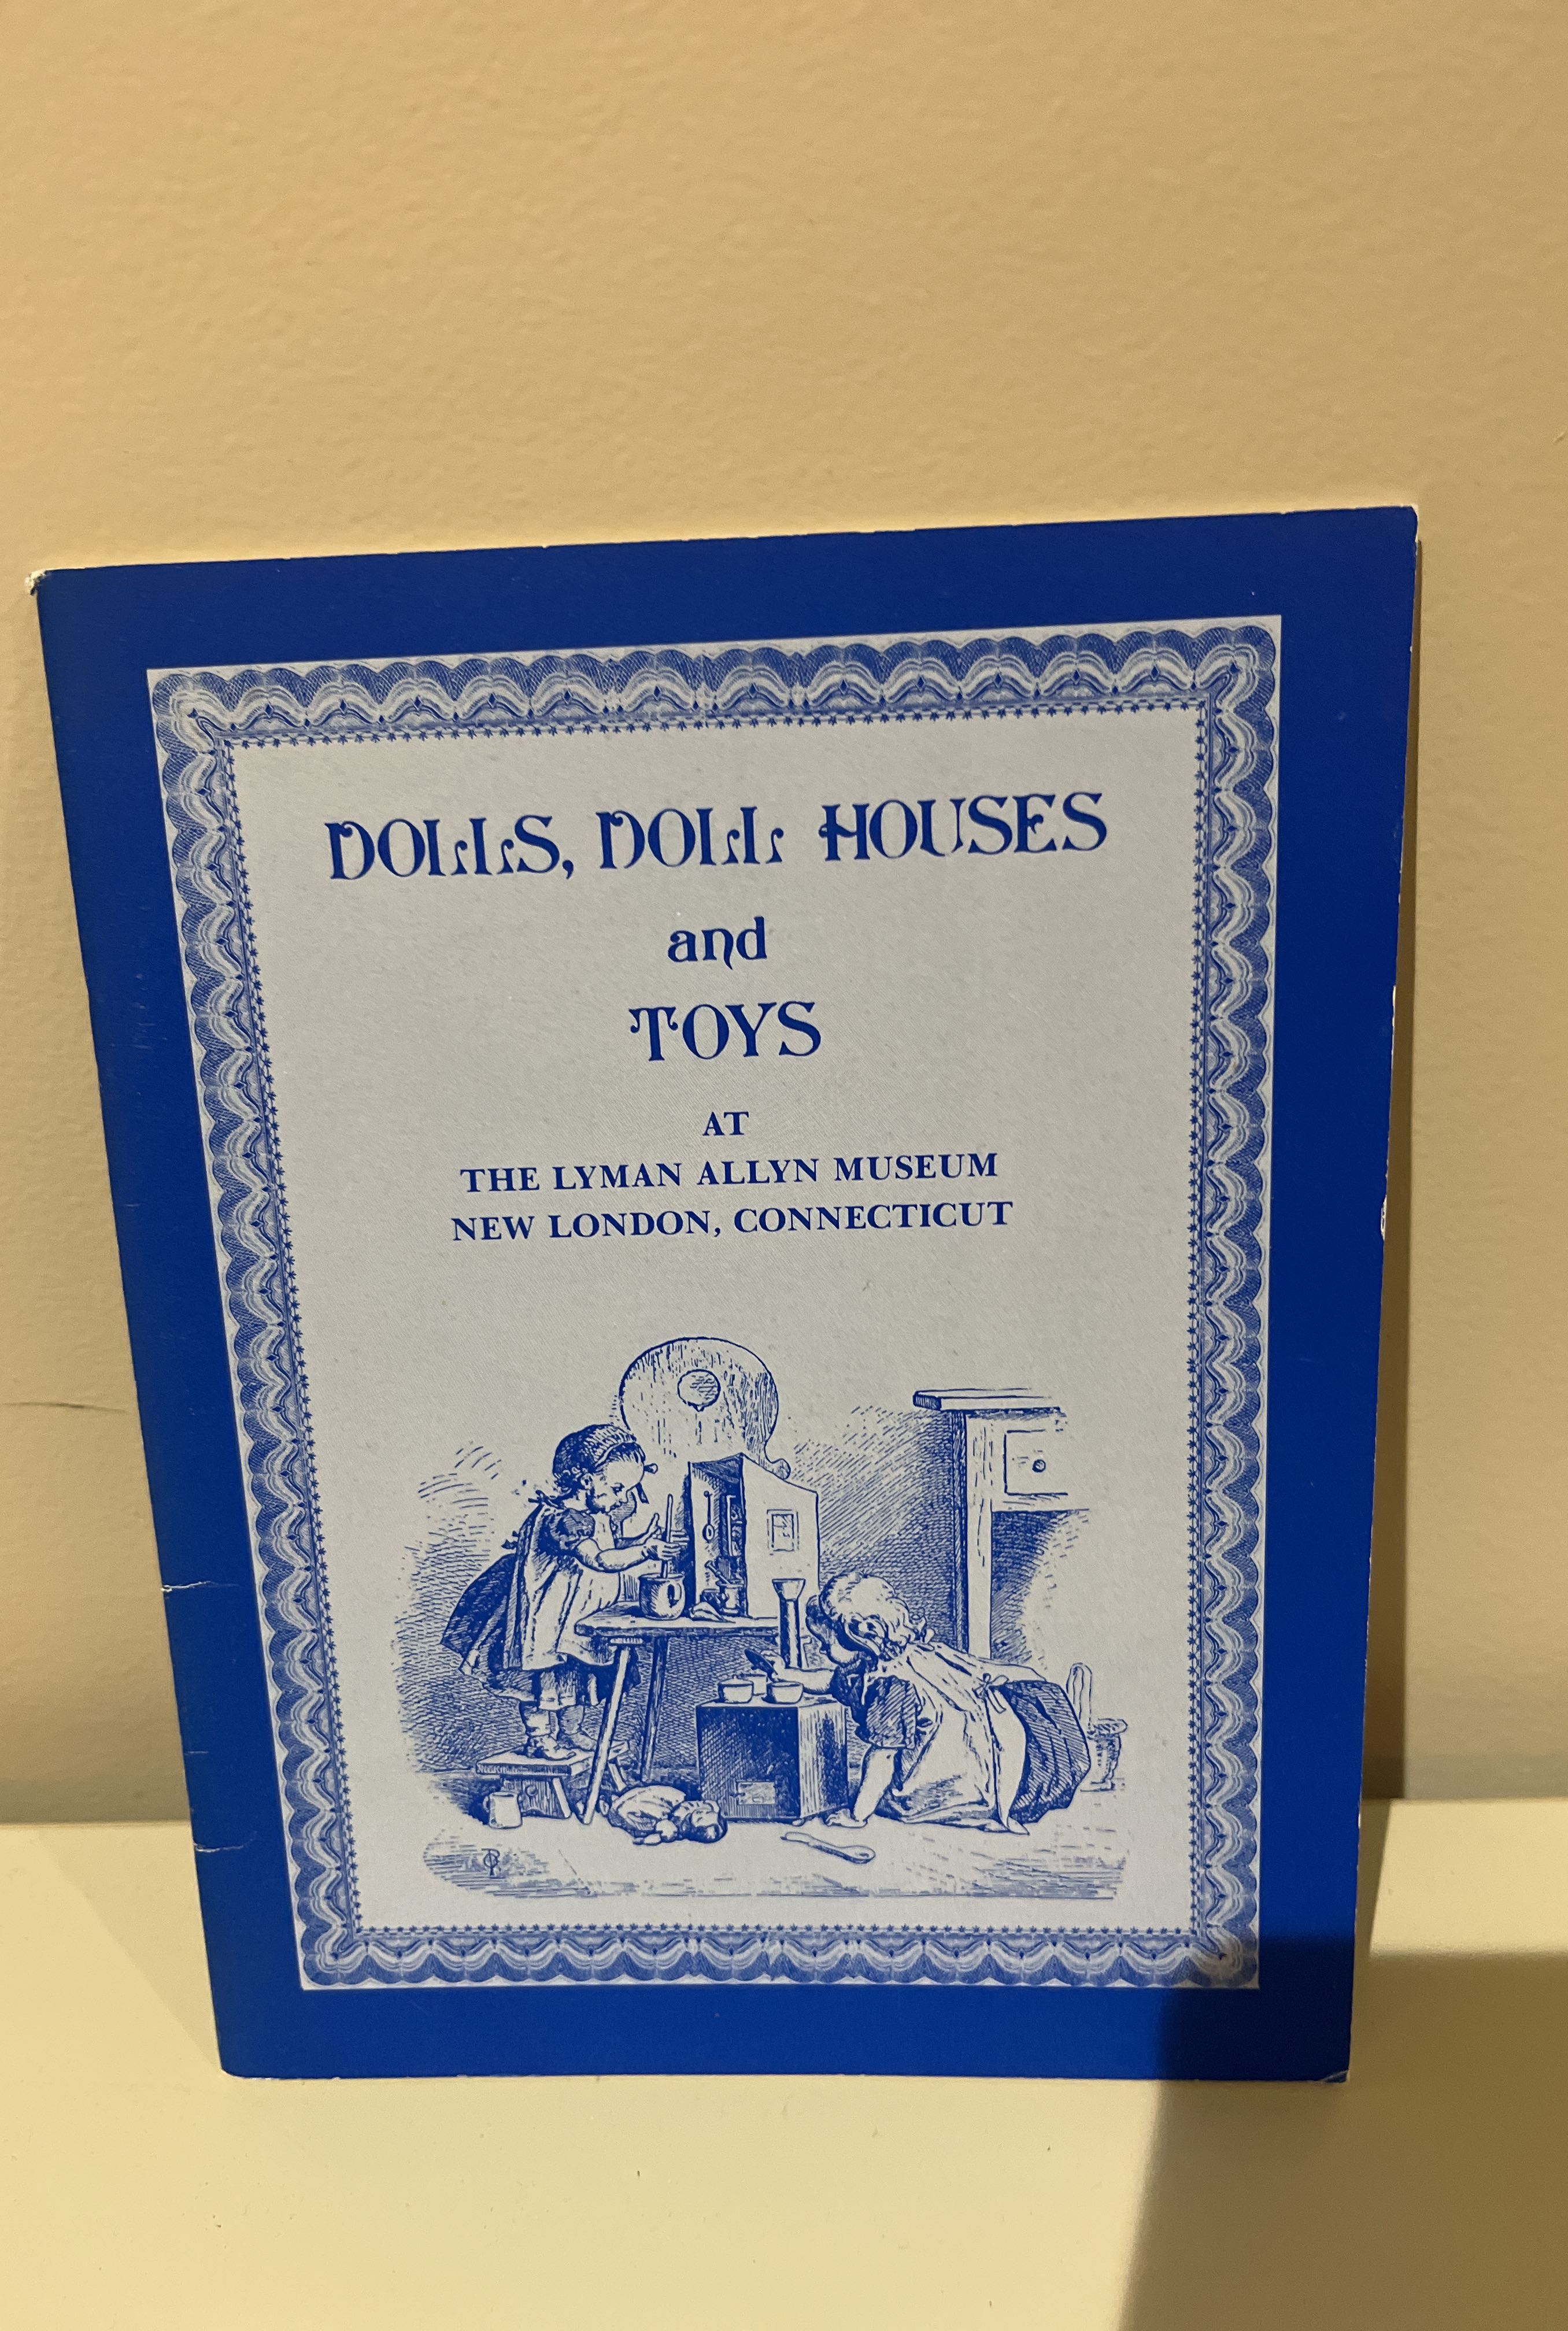 DOLLS, DOLL HOUSES
and
TOYS
AT
THE LYMAN ALLYN MUSEUM
NEW LONDON, CONNECTICUT